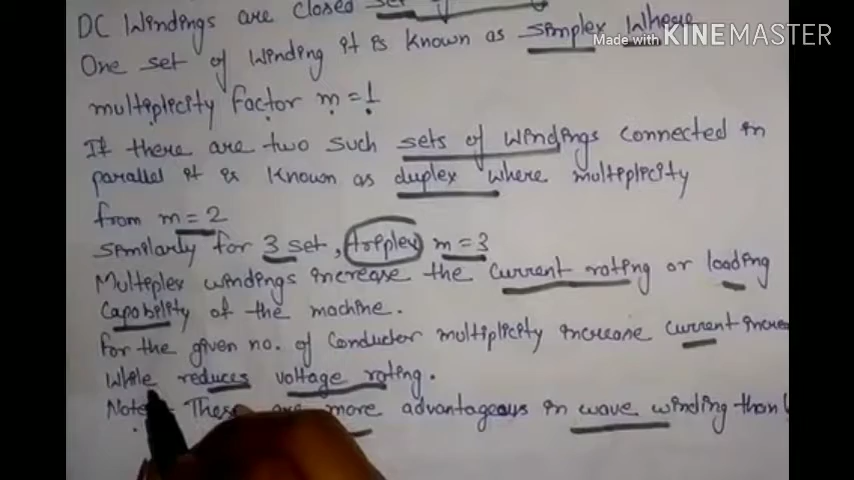 DC Windings are closed set
One set of winding it is known as simplex Where
Made with KINEMASTER
multiplicity factor m = 1
If there are two such sets of windings connected in
parallel it is known as duplex where multiplicity
from m = 2
Similarly for 3 set, triplex m = 3
Multiplex windings increase the current rating or loading
Capability of the machine.
For the given no. of Conductor multiplicity increase current increa
While reduces voltage rating.
Note:- These are more advantageous in wave winding than